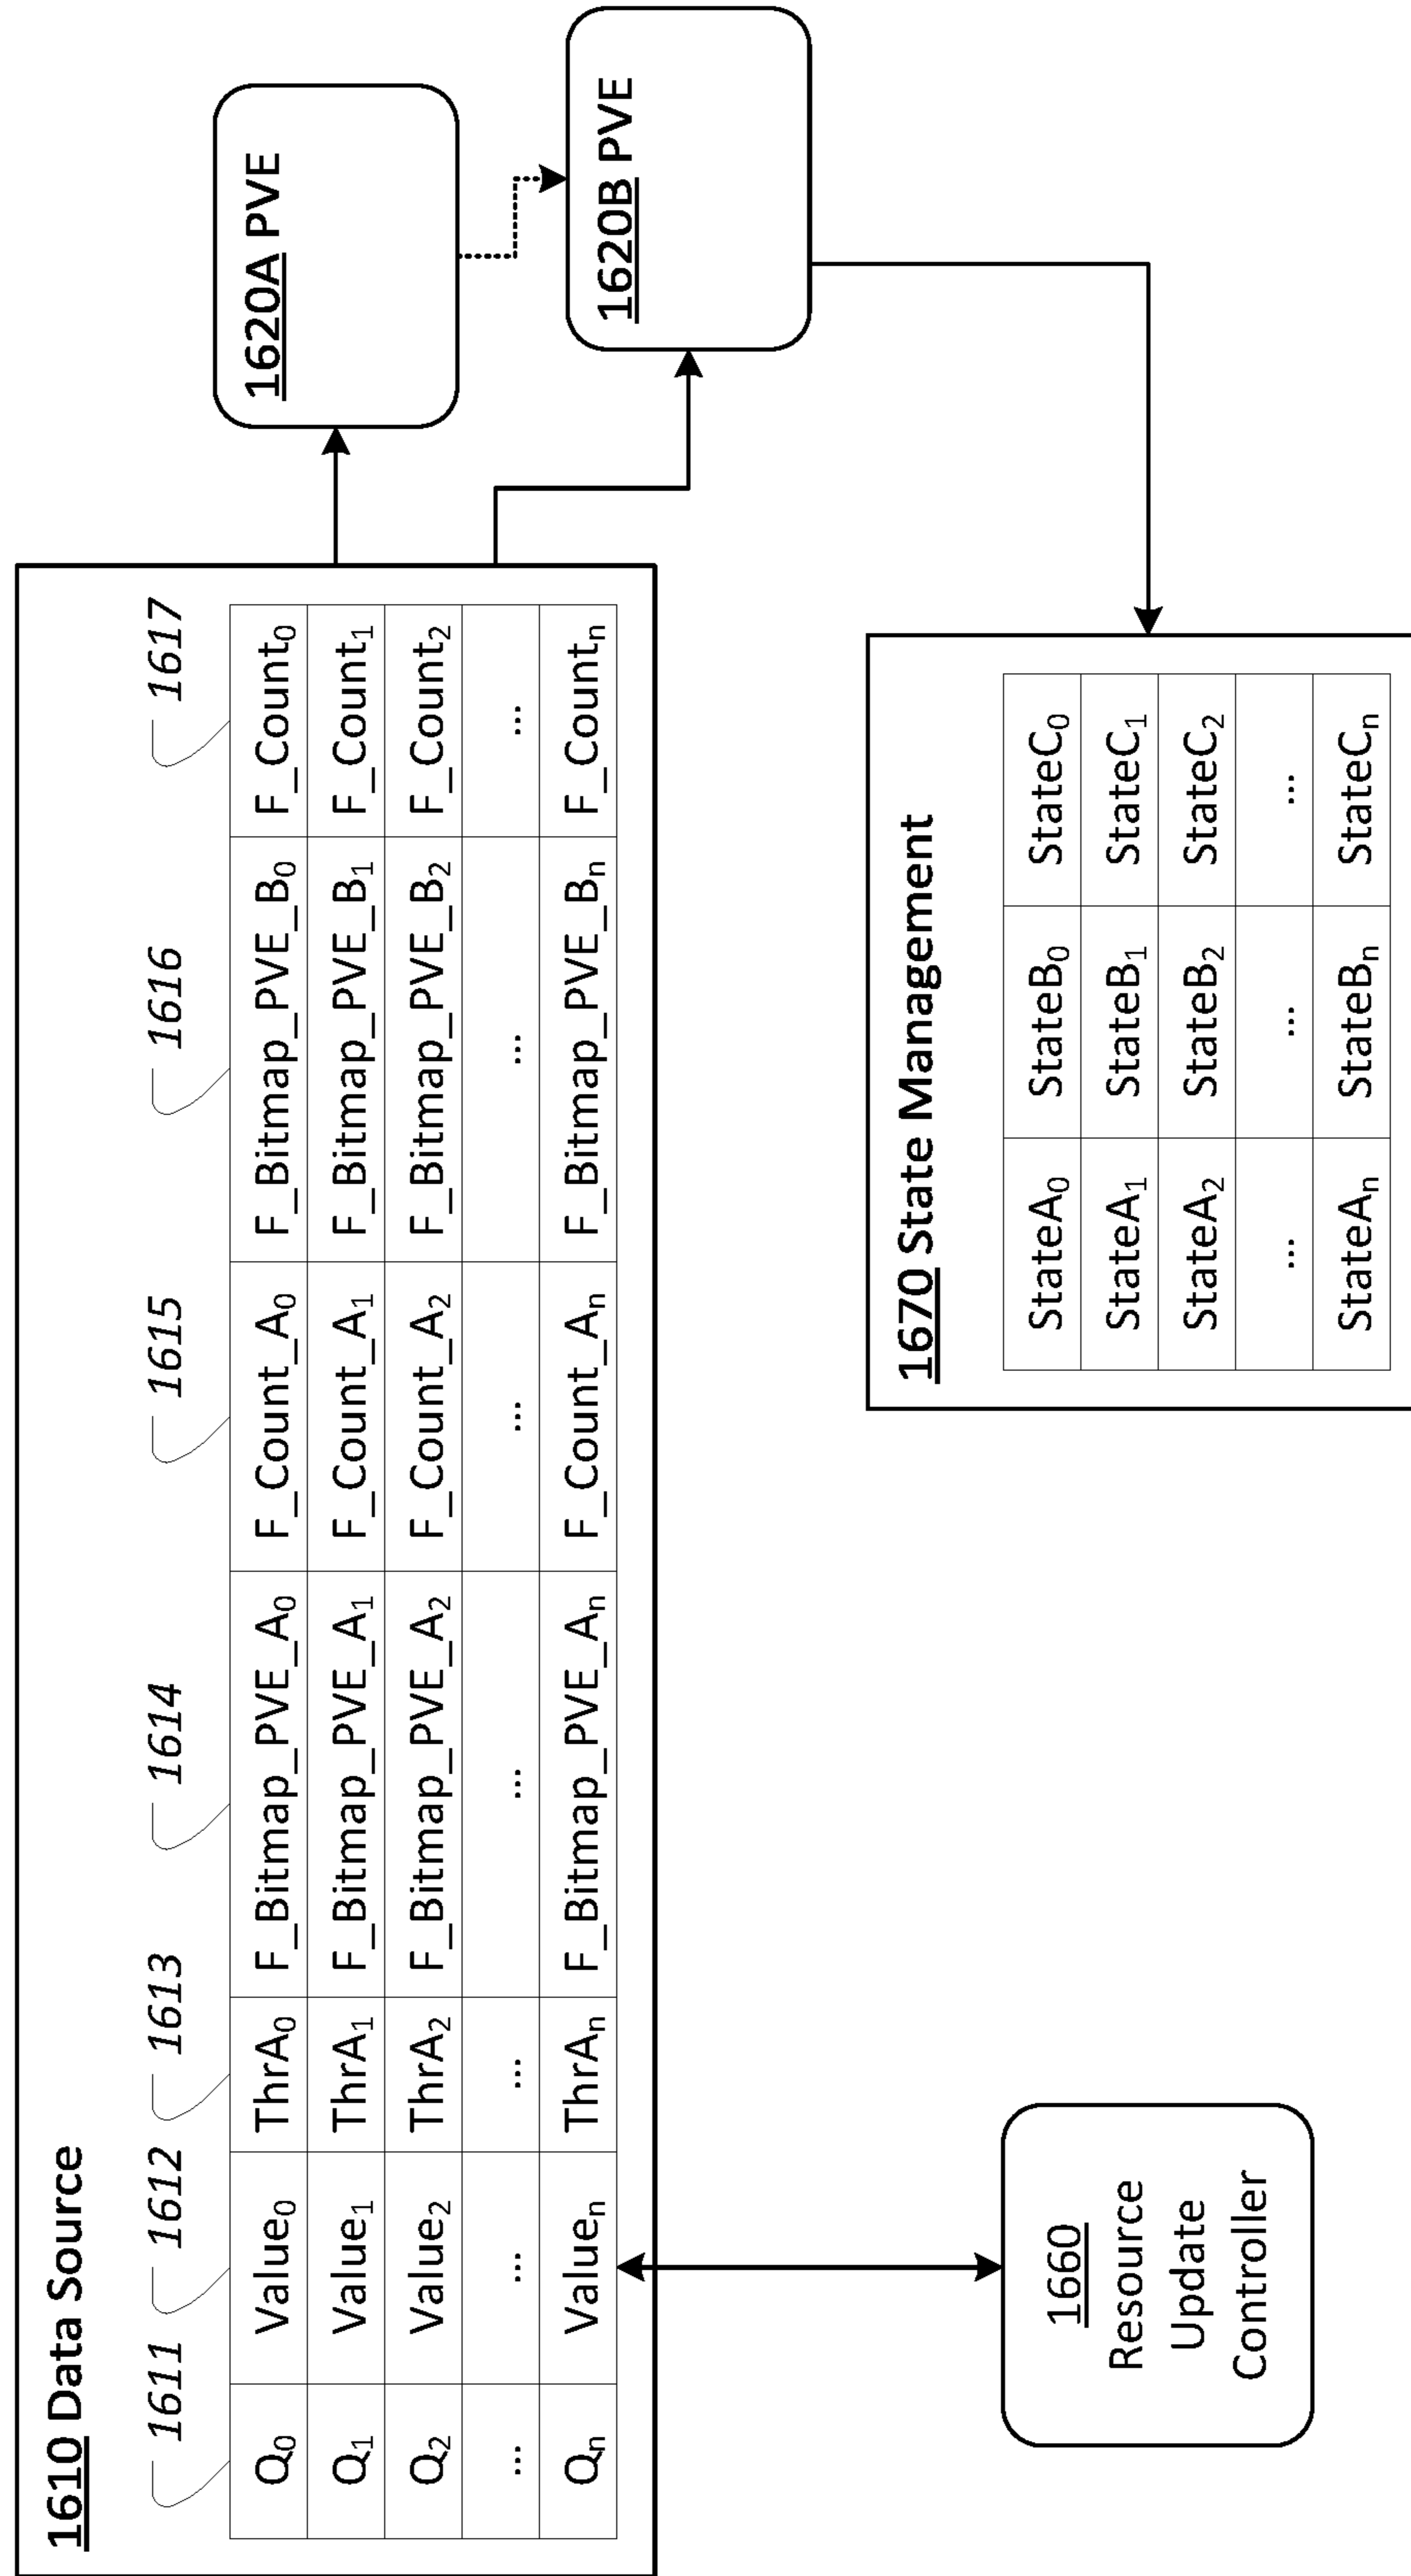 1610 Data Source
1611 1612 1613 1614 1615 1616 1617
Q0 Value0 ThrA0 F_Bitmap_PVE_A0 F_Count_A0 F_Bitmap_PVE_B0 F_Count0
Q1 Value1 ThrA1 F_Bitmap_PVE_A1 F_Count_A1 F_Bitmap_PVE_B1 F_Count1
Q2 Value2 ThrA2 F_Bitmap_PVE_A2 F_Count_A2 F_Bitmap_PVE_B2 F_Count2
... ... ... ... ... ... ...
Qn Valuen ThrAn F_Bitmap_PVE_An F_Count_An F_Bitmap_PVE_Bn F_Countn
1620A PVE
1620B PVE
1660
Resource
Update
Controller
1670 State Management
StateA0 StateB0 StateC0
StateA1 StateB1 StateC1
StateA2 StateB2 StateC2
... ... ...
StateAn StateBn StateCn